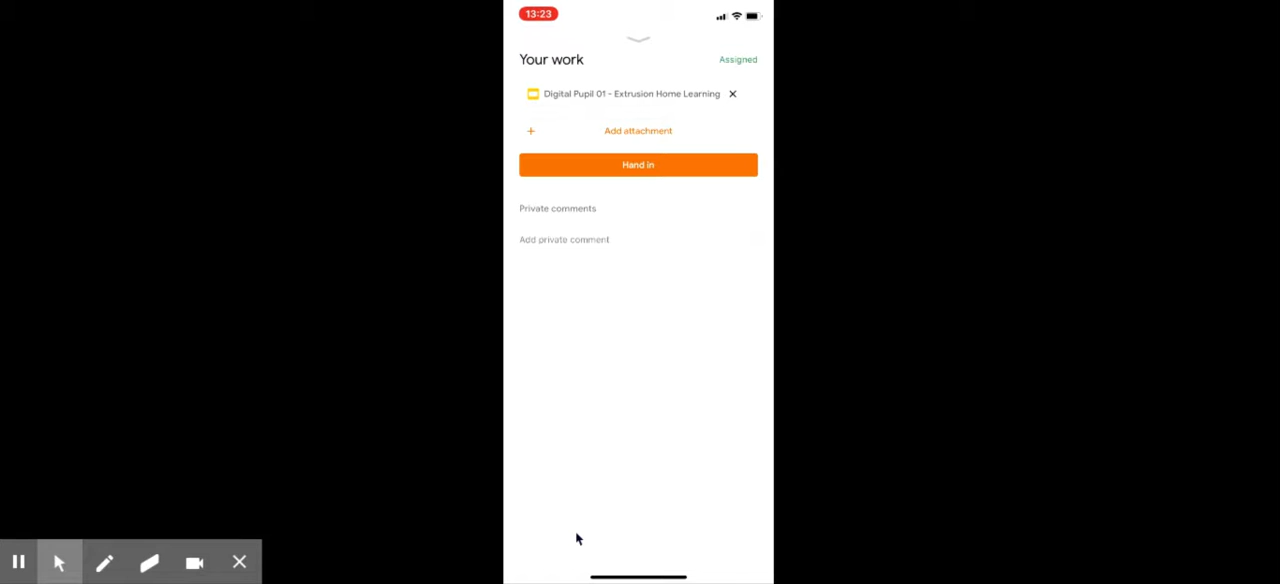 13:23
Your work
Assigned
Digital Pupil 01 - Extrusion Home Learning
Add attachment
Hand in
Private comments
Add private comment